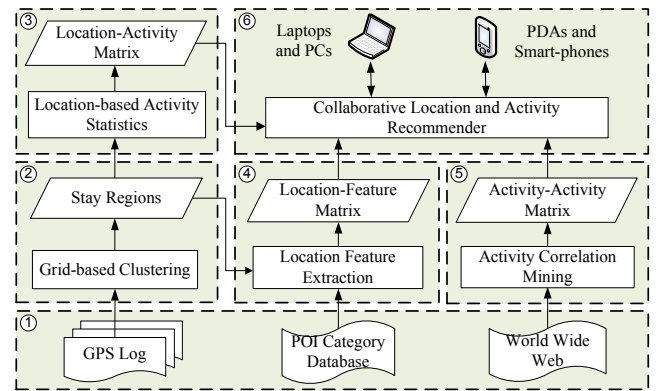 ③
Location-Activity
Matrix
Location-based Activity
Statistics
⑥
Laptops
and PCs
PDAs and
Smart-phones
Collaborative Location and Activity
Recommender
②
Stay Regions
Grid-based Clustering
④
Location-Feature
Matrix
Location Feature
Extraction
⑤
Activity-Activity
Matrix
Activity Correlation
Mining
①
GPS Log
POI Category
Database
World Wide
Web